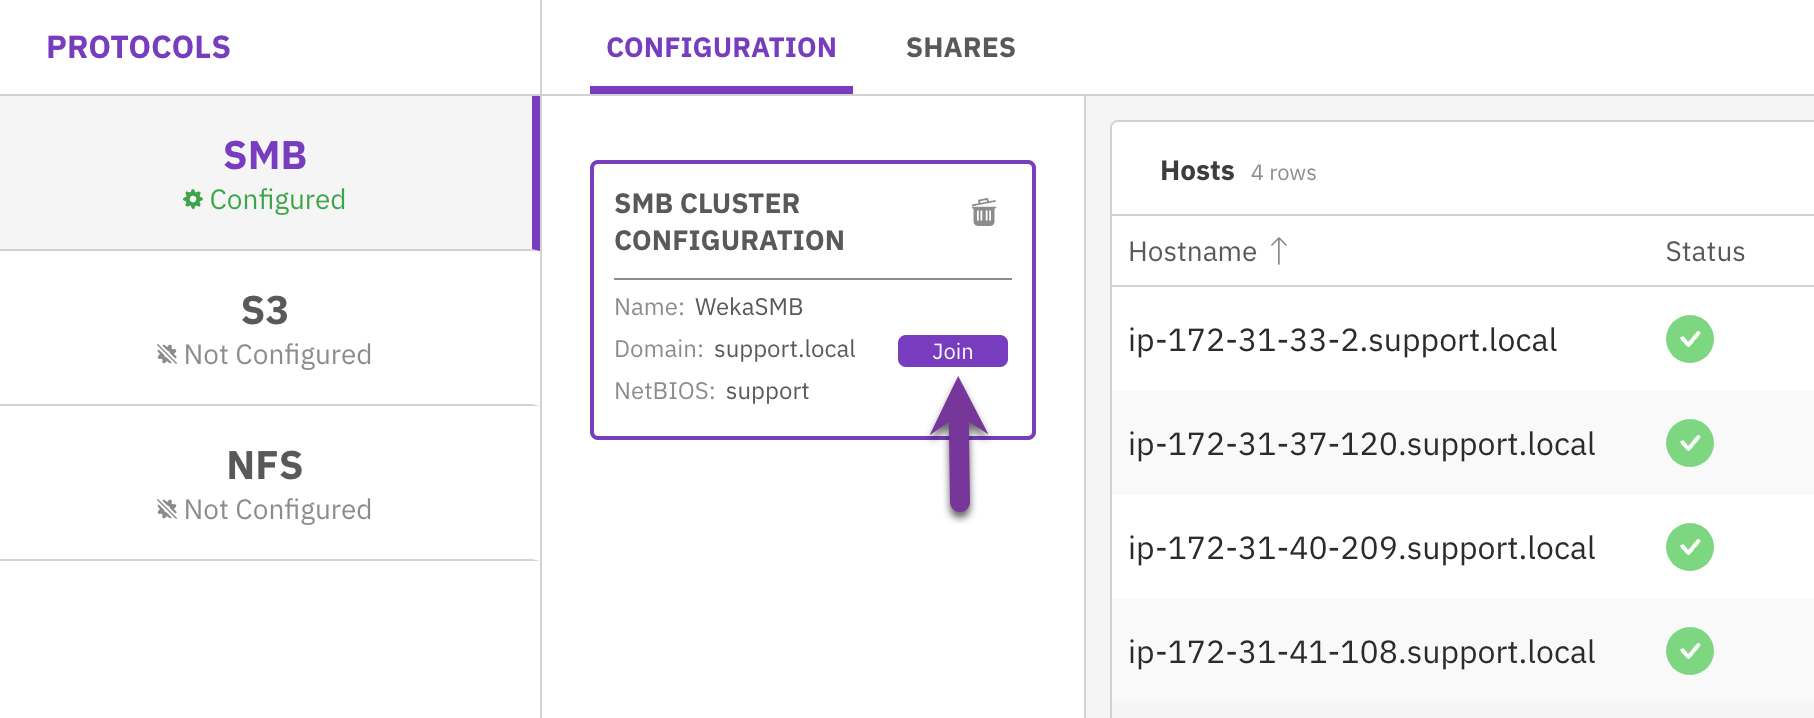 PROTOCOLS
CONFIGURATION SHARES
SMB
Configured
S3
Not Configured
NFS
Not Configured
SMB CLUSTER
CONFIGURATION
Name: WekaSMB
Domain: support.local Join
NetBIOS: support
Hosts 4 rows
Hostname ↑ Status
ip-172-31-33-2.support.local
ip-172-31-37-120.support.local
ip-172-31-40-209.support.local
ip-172-31-41-108.support.local